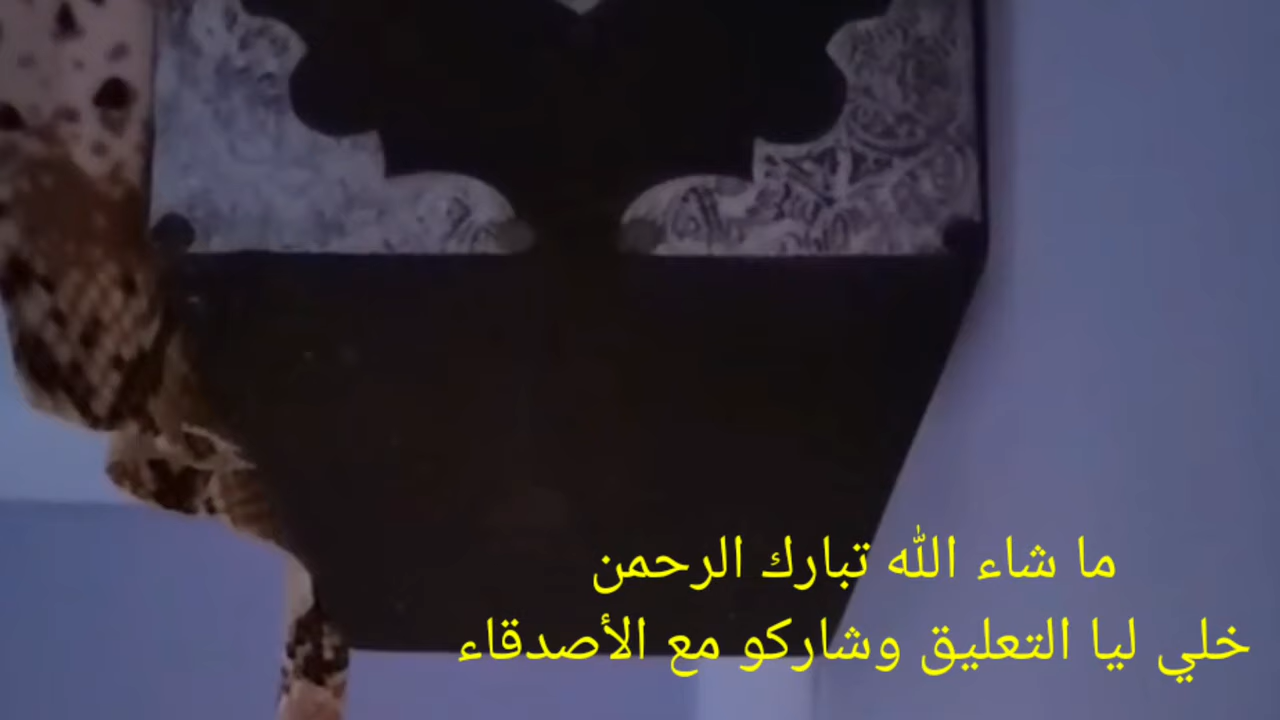 ما شاء الله تبارك الرحمن
خلي ليا التعليق وشاركو مع الأصدقاء